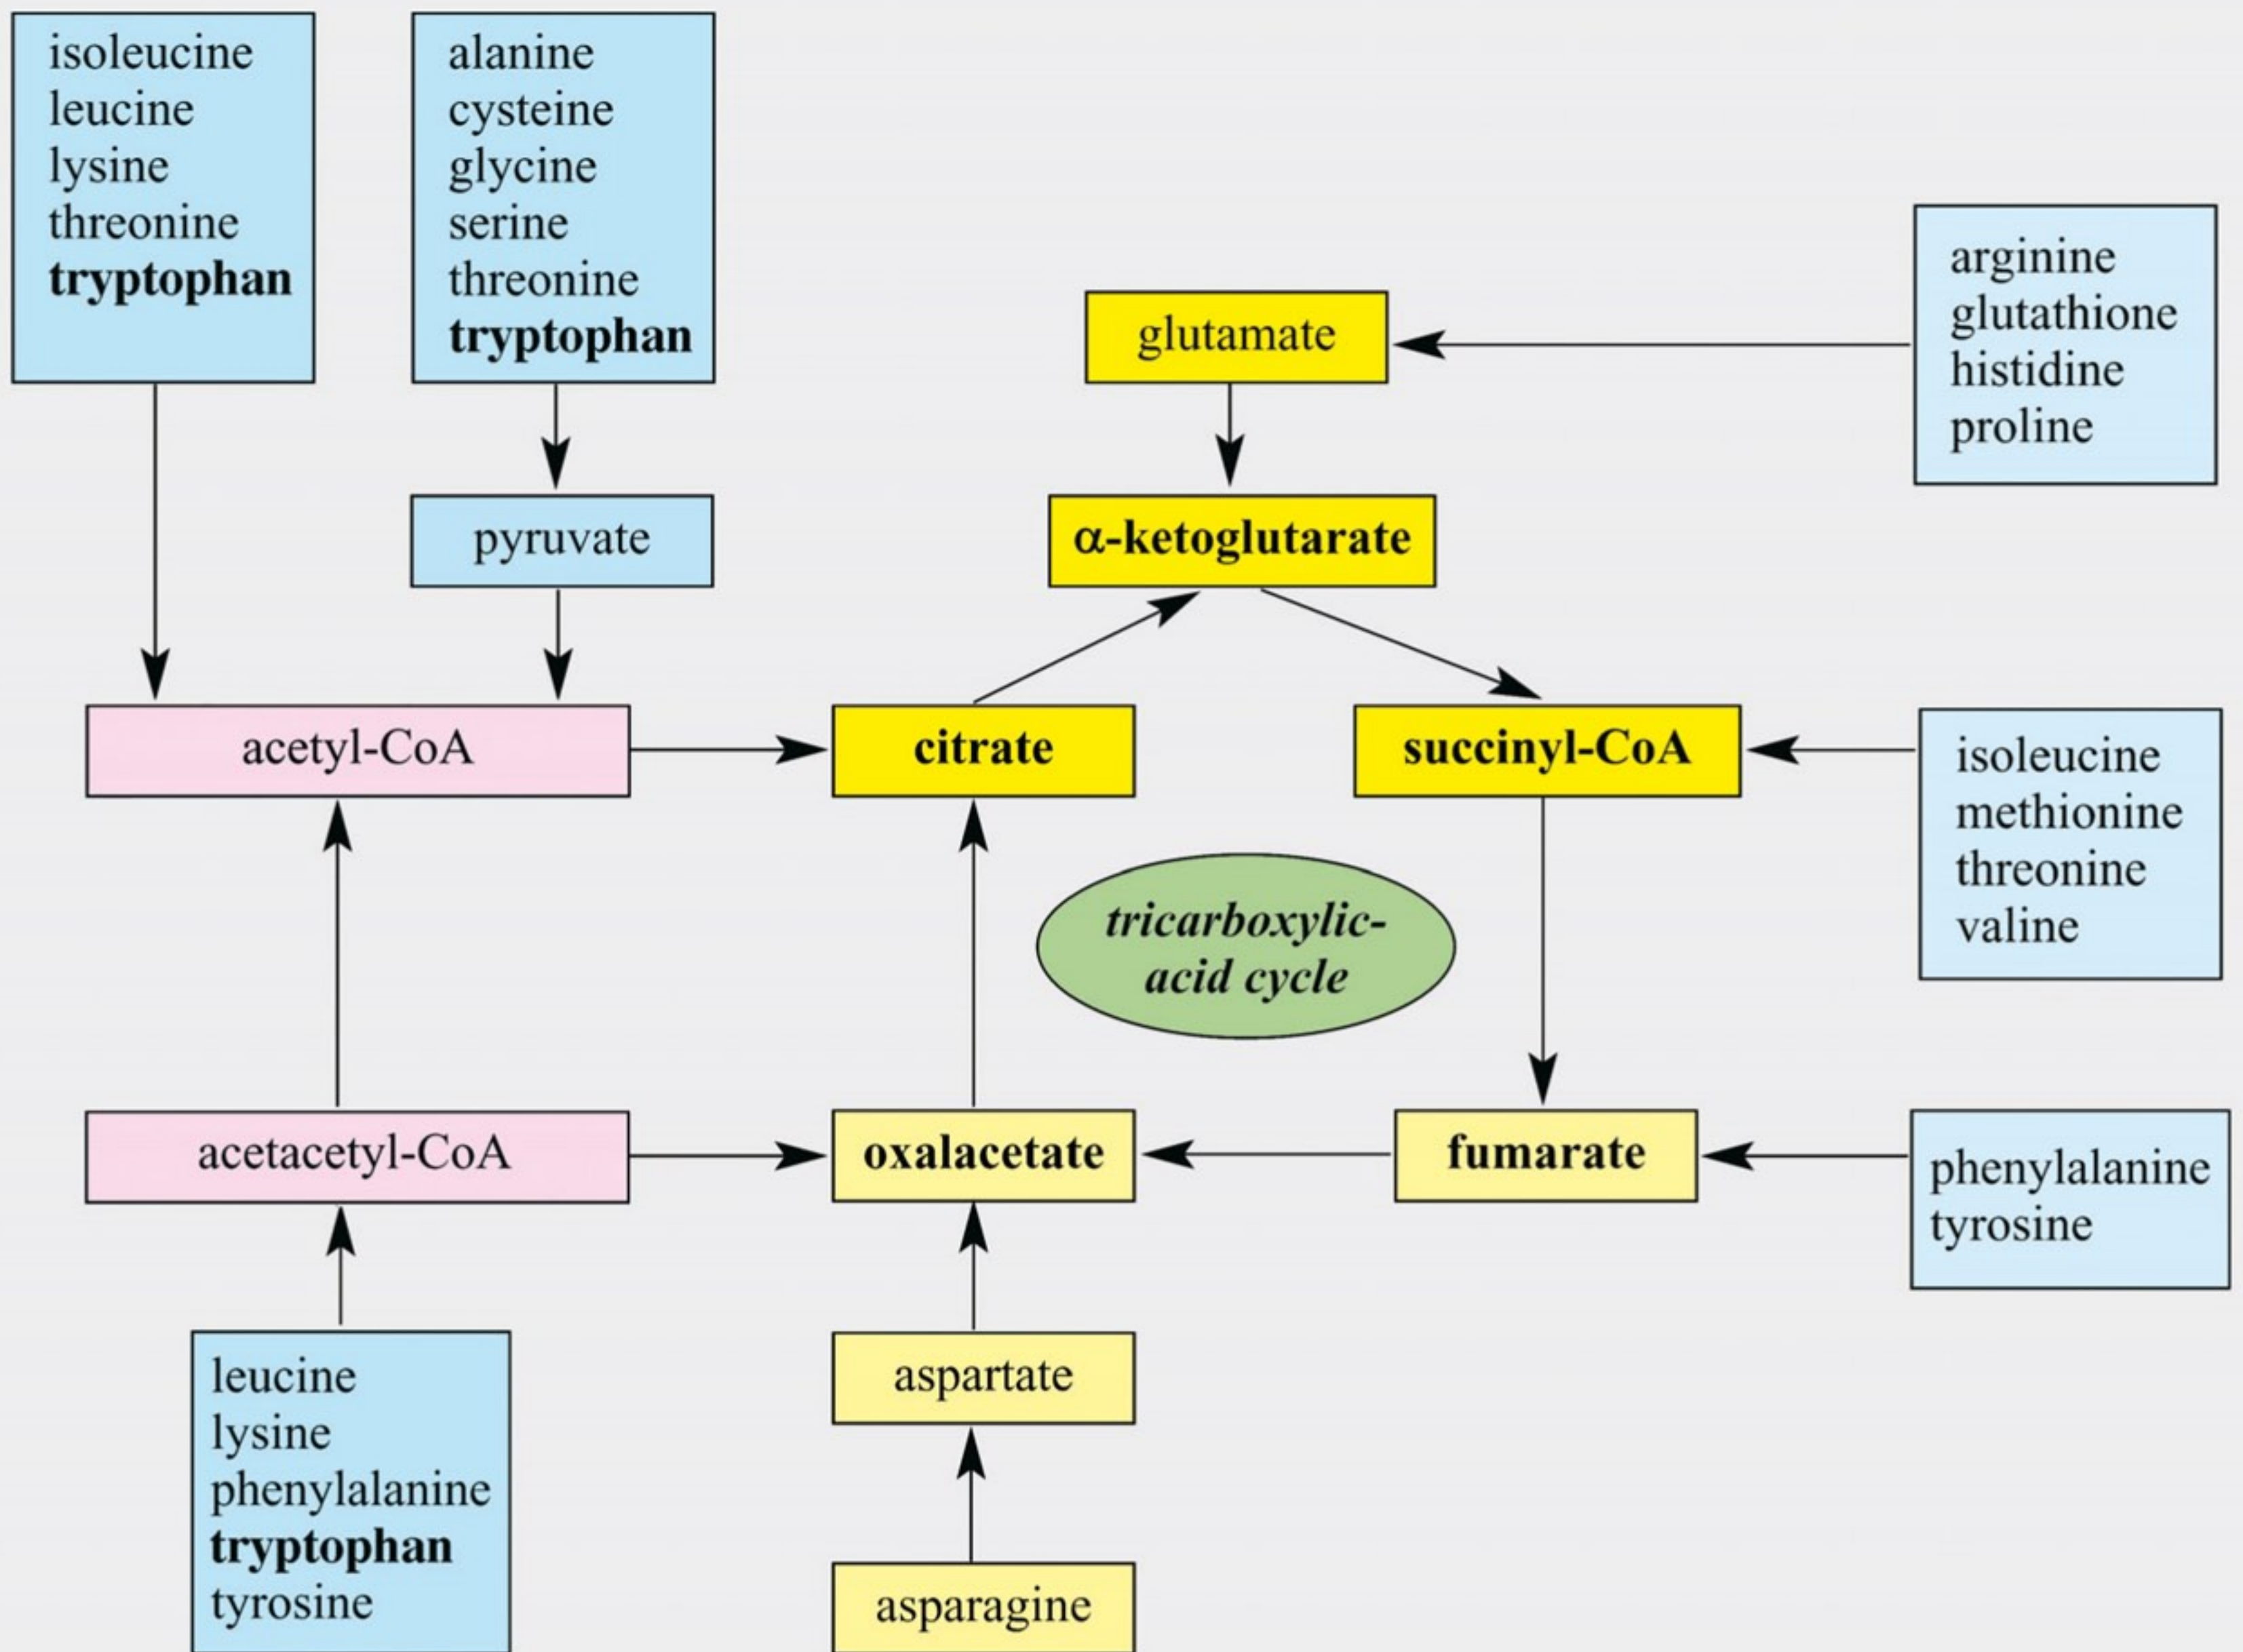 isoleucine
leucine
lysine
threonine
tryptophan
alanine
cysteine
glycine
serine
threonine
tryptophan
glutamate
arginine
glutathione
histidine
proline
pyruvate
α-ketoglutarate
acetyl-CoA
citrate
succinyl-CoA
isoleucine
methionine
threonine
valine
tricarboxylic-
acid cycle
acetacetyl-CoA
oxalacetate
fumarate
phenylalanine
tyrosine
leucine
lysine
phenylalanine
tryptophan
tyrosine
aspartate
asparagine